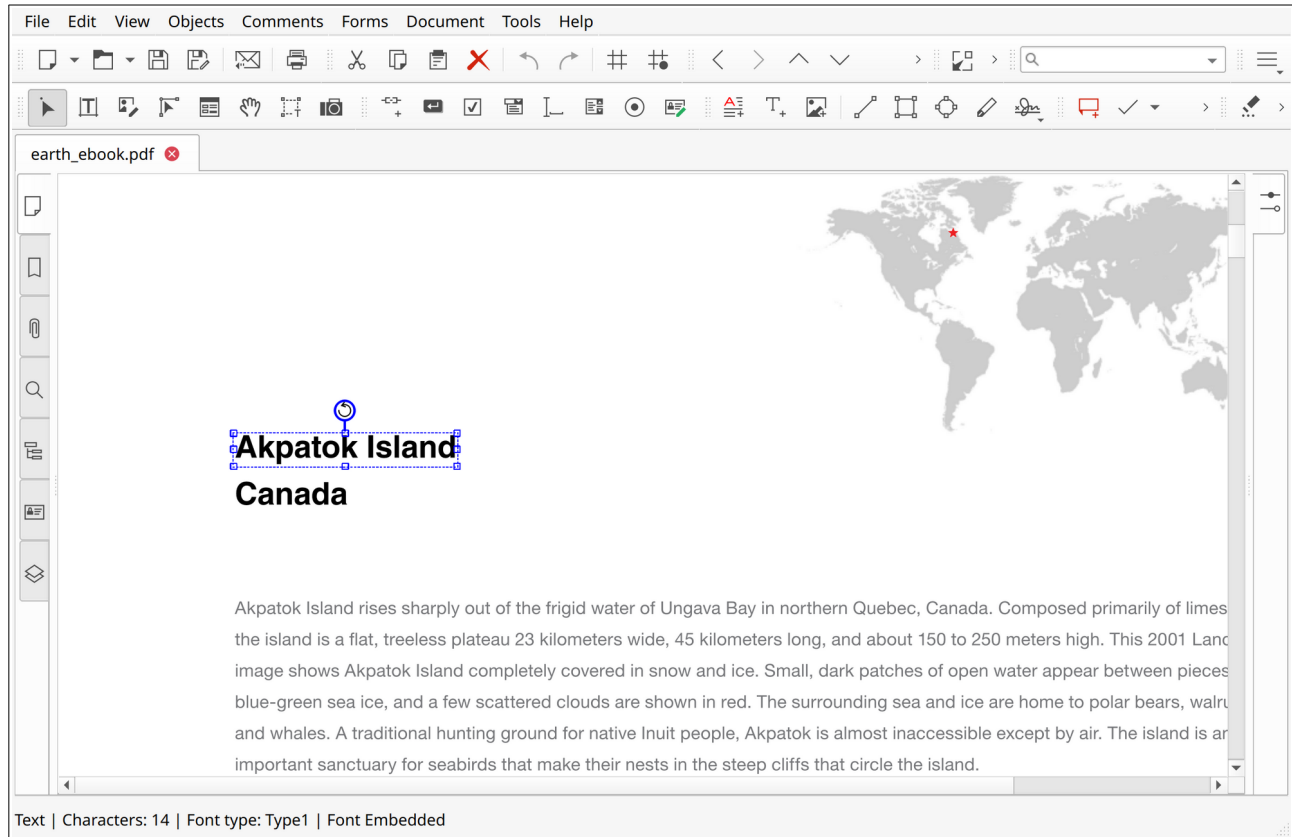 File Edit View Objects Comments Forms Document Tools Help
earth_ebook.pdf
Akpatok Island
Canada
Akpatok Island rises sharply out of the frigid water of Ungava Bay in northern Quebec, Canada. Composed primarily of limes
the island is a flat, treeless plateau 23 kilometers wide, 45 kilometers long, and about 150 to 250 meters high. This 2001 Land
image shows Akpatok Island completely covered in snow and ice. Small, dark patches of open water appear between pieces
blue-green sea ice, and a few scattered clouds are shown in red. The surrounding sea and ice are home to polar bears, walru
and whales. A traditional hunting ground for native Inuit people, Akpatok is almost inaccessible except by air. The island is an
important sanctuary for seabirds that make their nests in the steep cliffs that circle the island.
Text | Characters: 14 | Font type: Type1 | Font Embedded